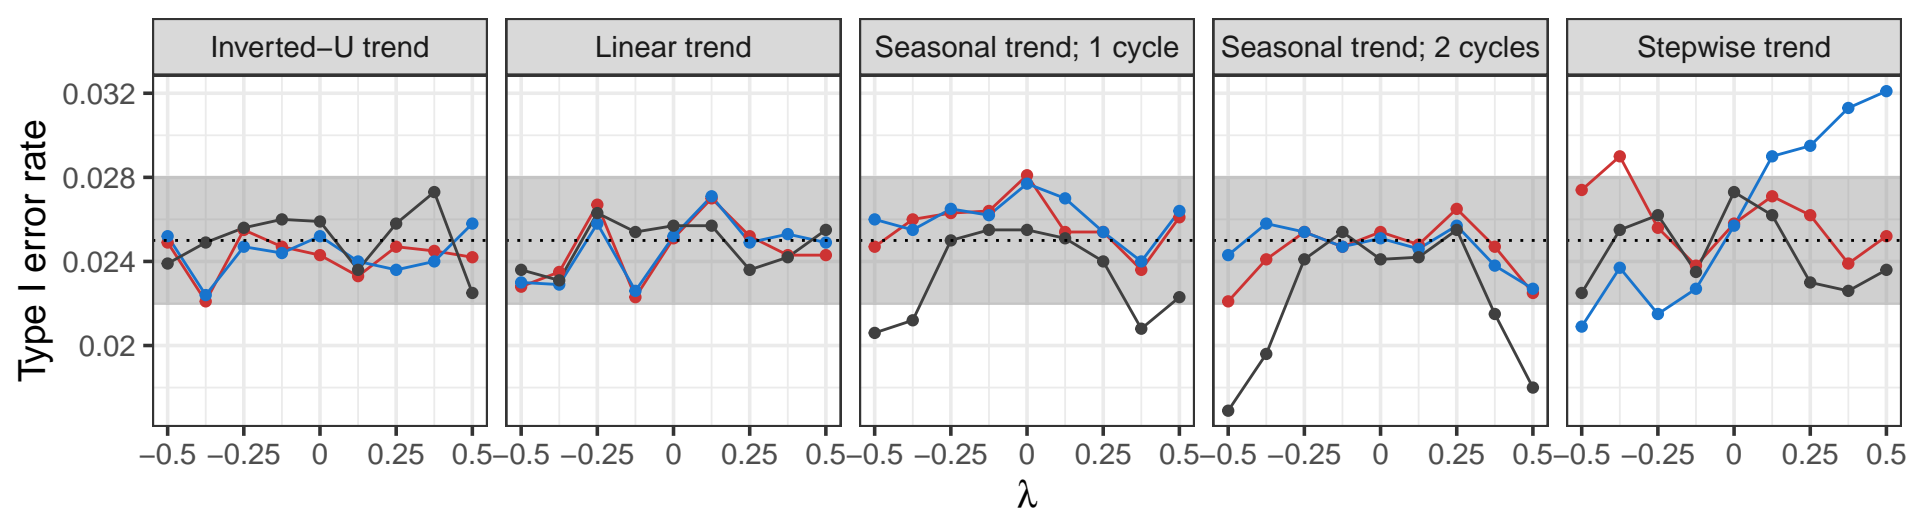 Inverted−U trend
Linear trend
Seasonal trend; 1 cycle
Seasonal trend; 2 cycles
Stepwise trend
Type I error rate
0.032
0.028
0.024
0.02
−0.5 −0.25 0 0.25 0.5
−0.5 −0.25 0 0.25 0.5
−0.5 −0.25 0 0.25 0.5
−0.5 −0.25 0 0.25 0.5
−0.5 −0.25 0 0.25 0.5
λ